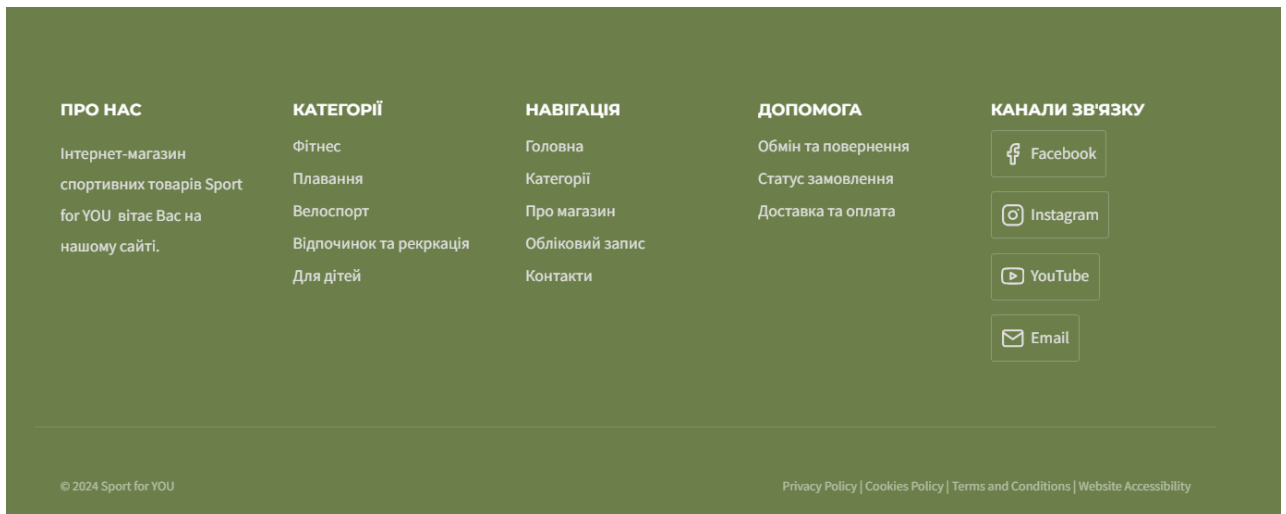 ПРО НАС
Інтернет-магазин
спортивних товарів Sport
for YOU вітає Вас на
нашому сайті.
КАТЕГОРІЇ
Фітнес
Плавання
Велоспорт
Відпочинок та рекркація
Для дітей
НАВІГАЦІЯ
Головна
Категорії
Про магазин
Обліковий запис
Контакти
ДОПОМОГА
Обмін та повернення
Статус замовлення
Доставка та оплата
КАНАЛИ ЗВ'ЯЗКУ
Facebook
Instagram
YouTube
Email
© 2024 Sport for YOU
Privacy Policy | Cookies Policy | Terms and Conditions | Website Accessibility